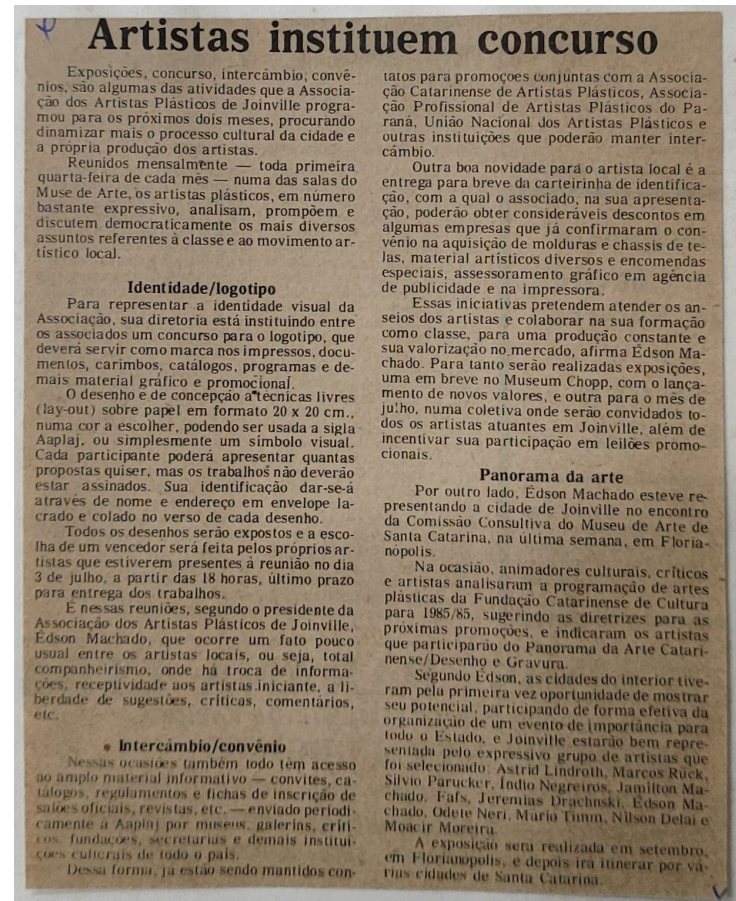 Artistas instituem concurso
Exposições, concurso, intercâmbio, convê-
nios, são algumas das atividades que a Associa-
ção dos Artistas Plásticos de Joinville progra-
mou para os próximos dois meses, procurando
dinamizar mais o processo cultural da cidade e
a própria produção dos artistas.
Reunidos mensalmente — toda primeira
quarta-feira de cada mês — numa das salas do
Muse de Arte, os artistas plásticos, em número
bastante expressivo, analisam, prompõem e
discutem democraticamente os mais diversos
assuntos referentes à classe e ao movimento ar-
tístico local.
Identidade/logotipo
Para representar a identidade visual da
Associação, sua diretoria está instituindo entre
os associados um concurso para o logotipo, que
deverá servir como marca nos impressos, docu-
mentos, carimbos, catálogos, programas e de-
mais material gráfico e promocional.
O desenho e de concepção a técnicas livres
(lay-out) sobre papel em formato 20 x 20 cm.,
numa cor a escolher, podendo ser usada a sigla
Aaplaj, ou simplesmente um símbolo visual.
Cada participante poderá apresentar quantas
propostas quiser, mas os trabalhos não deverão
estar assinados. Sua identificação dar-se-á
através de nome e endereço em envelope la-
crado e colado no verso de cada desenho.
Todos os desenhos serão expostos e a esco-
lha de um vencedor será feita pelos próprios ar-
tistas que estiverem presentes à reunião no dia
3 de julho, a partir das 18 horas, último prazo
para entrega dos trabalhos.
É nessas reuniões, segundo o presidente da
Associação dos Artistas Plásticos de Joinville,
Édson Machado, que ocorre um fato pouco
usual entre os artistas locais, ou seja, total
companheirismo, onde há troca de informa-
ções, receptividade aos artistas iniciante, a li-
berdade de sugestões, críticas, comentários,
etc.
Intercâmbio/convênio
Nessas ocasiões também todo têm acesso
ao amplo material informativo — convites, ca-
tálogos, regulamentos e fichas de inscrição de
salões oficiais, revistas, etc. — enviado periodi-
camente à Aaplaj por museus, galerias, críti-
cos, fundações, secretarias e demais institui-
ções culturais de todo o país.
Dessa forma, já estão sendo mantidos con-
tatos para promoções conjuntas com a Associa-
ção Catarinense de Artistas Plásticos, Associa-
ção Profissional de Artistas Plásticos do Pa-
raná, União Nacional dos Artistas Plásticos e
outras instituições que poderão manter inter-
câmbio.
Outra boa novidade para o artista local é a
entrega para breve da carteirinha de identifica-
ção, com a qual o associado, na sua apresenta-
ção, poderão obter consideráveis descontos em
algumas empresas que já confirmaram o con-
vênio na aquisição de molduras e chassis de te-
las, material artísticos diversos e encomendas
especiais, assessoramento gráfico em agência
de publicidade e na impressora.
Essas iniciativas pretendem atender os an-
seios dos artistas e colaborar na sua formação
como classe, para uma produção constante e
sua valorização no mercado, afirma Édson Ma-
chado. Para tanto serão realizadas exposições,
uma em breve no Museum Chopp, com o lança-
mento de novos valores, e outra para o mês de
julho, numa coletiva onde serão convidados to-
dos os artistas atuantes em Joinville, além de
incentivar sua participação em leilões promo-
cionais.
Panorama da arte
Por outro lado, Édson Machado esteve re-
presentando a cidade de Joinville no encontro
da Comissão Consultiva do Museu de Arte de
Santa Catarina, na última semana, em Floria-
nópolis.
Na ocasião, animadores culturais, críticos
e artistas analisaram a programação de artes
plásticas da Fundação Catarinense de Cultura
para 1985/85, sugerindo as diretrizes para as
próximas promoções, e indicaram os artistas
que participarão do Panorama da Arte Catari-
nense/Desenho e Gravura.
Segundo Édson, as cidades do interior tive-
ram pela primeira vez oportunidade de mostrar
seu potencial, participando de forma efetiva da
organização de um evento de importância para
todo o Estado, e Joinville estarão bem repre-
sentada pelo expressivo grupo de artistas que
foi selecionado: Astrid Lindroth, Marcos Rück,
Silvio Parucker, Índio Negreiros, Jamilton Ma-
chado, Fafs, Jeremias Drachnski, Édson Ma-
chado, Odete Neri, Mario Timm, Nilson Delai e
Moacir Moreira.
A exposição será realizada em setembro,
em Florianópolis, e depois irá itinerar por vá-
rias cidades de Santa Catarina.